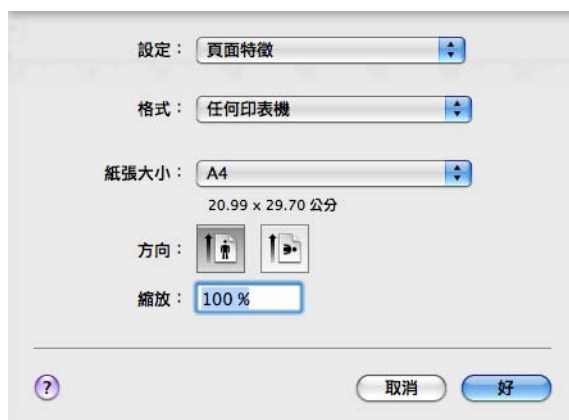 設定： 頁面特徵
格式： 任何印表機
紙張大小： A4
20.99 x 29.70 公分
方向：
縮放： 100 %
? 取消 好